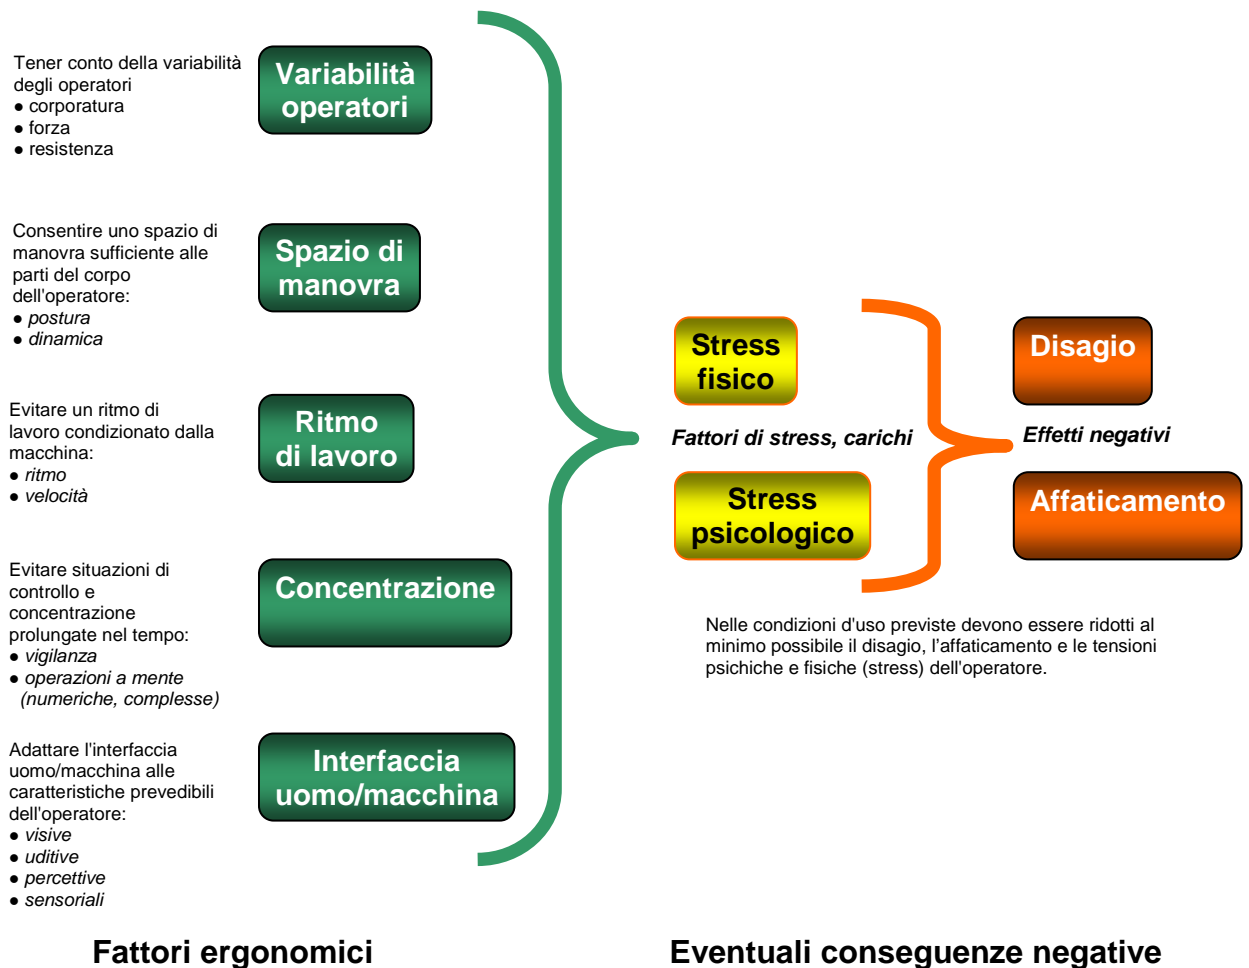 Tener conto della variabilità
degli operatori
● corporatura
● forza
● resistenza
Variabilità
operatori
Consentire uno spazio di
manovra sufficiente alle
parti del corpo
dell'operatore:
● postura
● dinamica
Spazio di
manovra
Evitare un ritmo di
lavoro condizionato dalla
macchina:
● ritmo
● velocità
Ritmo
di lavoro
Evitare situazioni di
controllo e
concentrazione
prolungate nel tempo:
● vigilanza
● operazioni a mente
(numeriche, complesse)
Concentrazione
Adattare l'interfaccia
uomo/macchina alle
caratteristiche prevedibili
dell'operatore:
● visive
● uditive
● percettive
● sensoriali
Interfaccia
uomo/macchina
Stress
fisico
Fattori di stress, carichi
Stress
psicologico
Disagio
Effetti negativi
Affaticamento
Nelle condizioni d'uso previste devono essere ridotti al
minimo possibile il disagio, l’affaticamento e le tensioni
psichiche e fisiche (stress) dell'operatore.
Fattori ergonomici
Eventuali conseguenze negative